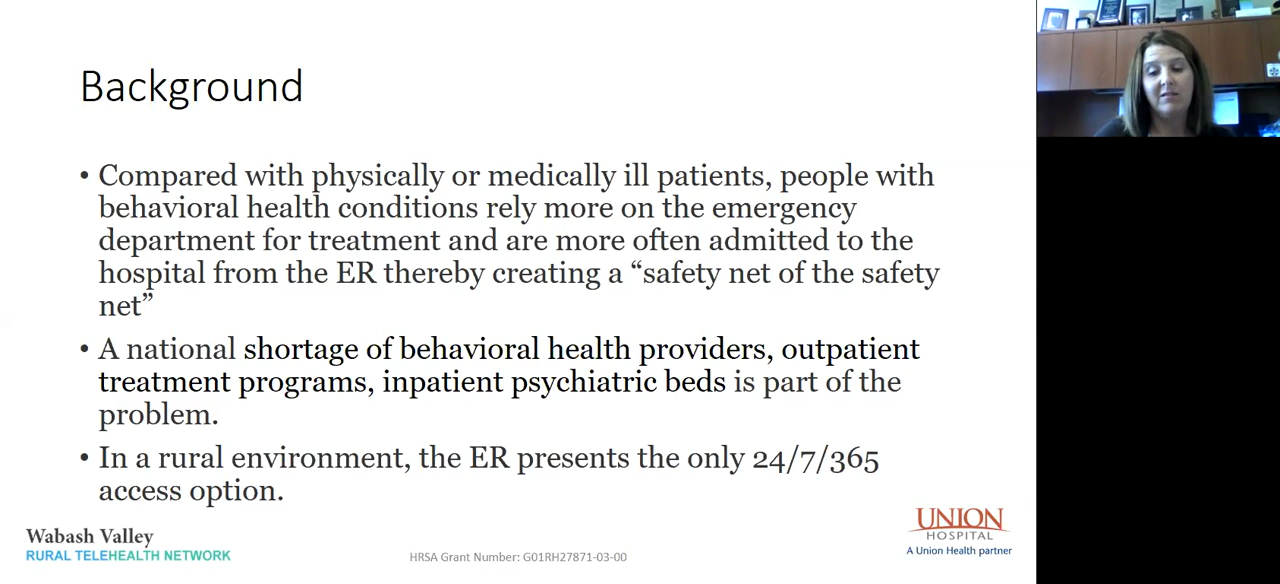 Background
• Compared with physically or medically ill patients, people with
behavioral health conditions rely more on the emergency
department for treatment and are more often admitted to the
hospital from the ER thereby creating a “safety net of the safety
net”
• A national shortage of behavioral health providers, outpatient
treatment programs, inpatient psychiatric beds is part of the
problem.
• In a rural environment, the ER presents the only 24/7/365
access option.
Wabash Valley
RURAL TELEHEALTH NETWORK
HRSA Grant Number: G01RH27871-03-00
UNION
HOSPITAL
A Union Health partner